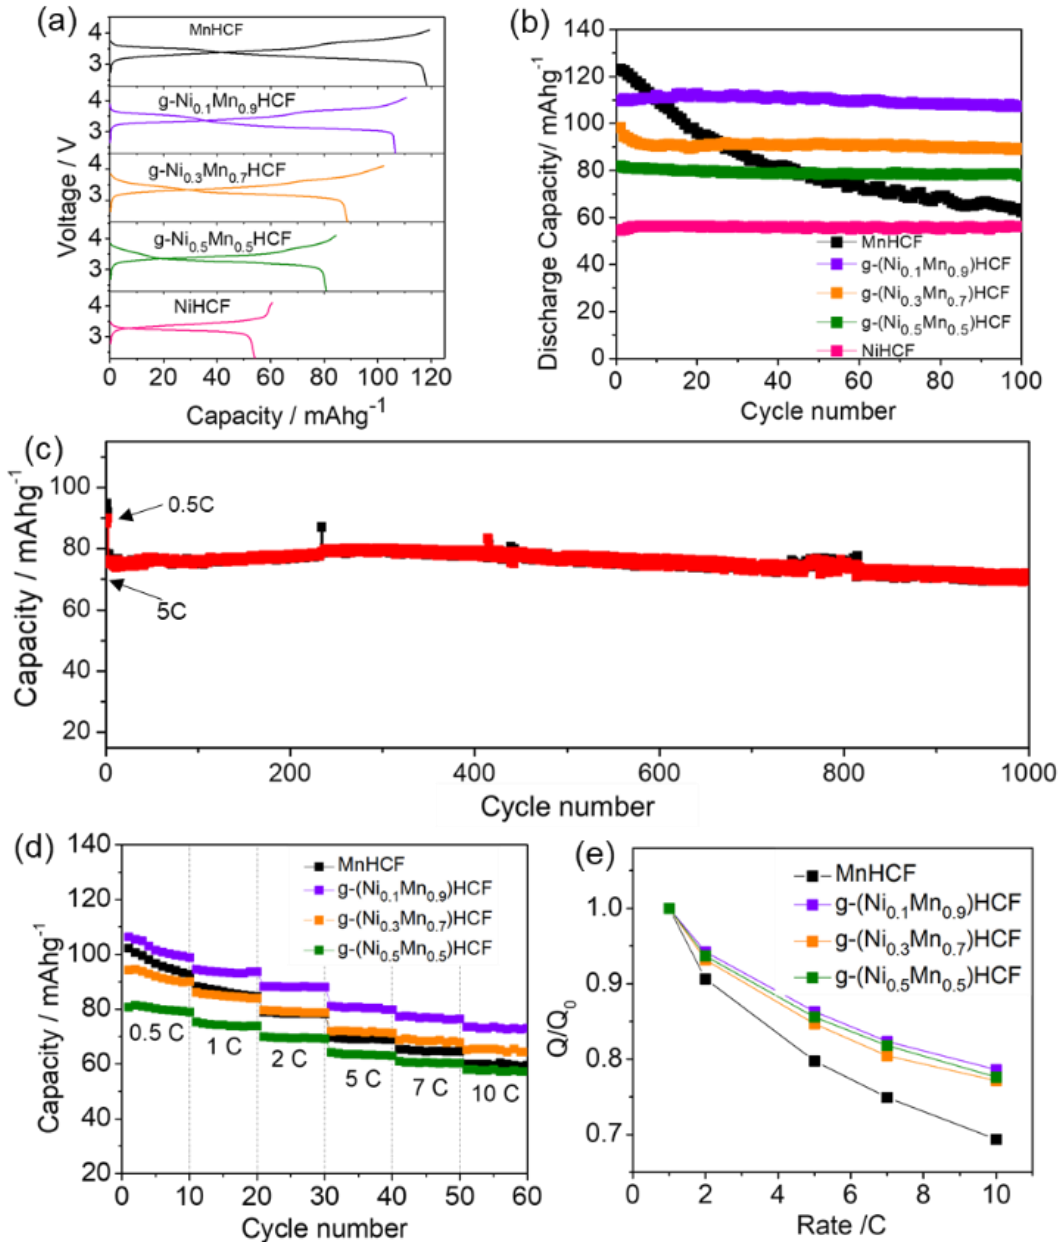 (a)
Voltage / V
4
3
MnHCF
4
3
g-Ni0.1Mn0.9HCF
4
3
g-Ni0.3Mn0.7HCF
4
3
g-Ni0.5Mn0.5HCF
4
3
NiHCF
0 20 40 60 80 100 120
Capacity / mAhg-1
(b)
Discharge Capacity/ mAhg-1
140
120
100
80
60
40
20
0
MnHCF
g-(Ni0.1Mn0.9)HCF
g-(Ni0.3Mn0.7)HCF
g-(Ni0.5Mn0.5)HCF
NiHCF
0 20 40 60 80 100
Cycle number
(c)
Capacity / mAhg-1
100
80
60
40
20
0.5C
5C
0 200 400 600 800 1000
Cycle number
(d)
Capacity / mAhg-1
140
120
100
80
60
40
20
MnHCF
g-(Ni0.1Mn0.9)HCF
g-(Ni0.3Mn0.7)HCF
g-(Ni0.5Mn0.5)HCF
0.5 C
1 C
2 C
5 C
7 C
10 C
0 10 20 30 40 50 60
Cycle number
(e)
Q/Q0
1.0
0.9
0.8
0.7
MnHCF
g-(Ni0.1Mn0.9)HCF
g-(Ni0.3Mn0.7)HCF
g-(Ni0.5Mn0.5)HCF
0 2 4 6 8 10
Rate /C